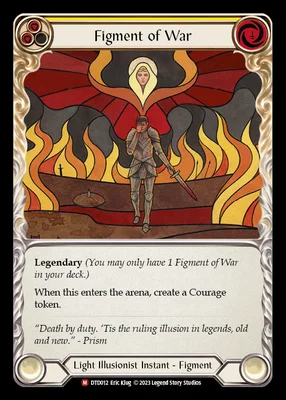 Figment of War
1
Legendary (You may only have 1 Figment of War
in your deck.)
When this enters the arena, create a Courage
token.
"Death by duty. 'Tis the ruling illusion in legends, old
and new." - Prism
Light Illusionist Instant - Figment
M DTD012 Eric Klug © 2023 Legend Story Studios